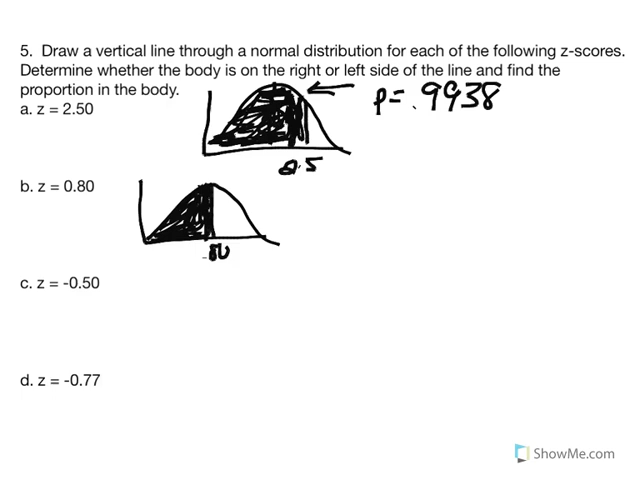 5. Draw a vertical line through a normal distribution for each of the following z-scores.
Determine whether the body is on the right or left side of the line and find the
proportion in the body.
P = .9938
a. z = 2.50
2.5
b. z = 0.80
.80
c. z = -0.50
d. z = -0.77
ShowMe.com